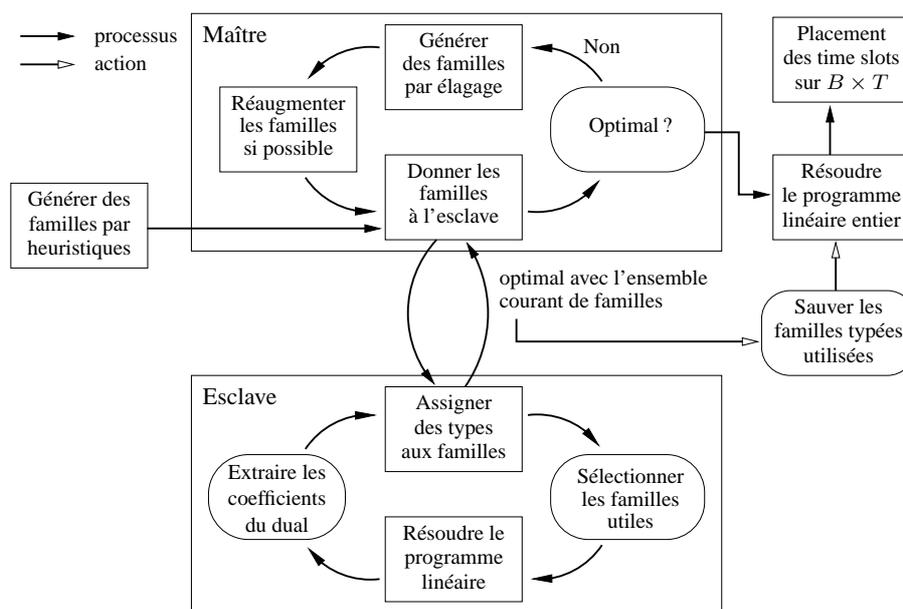 processus
action
Maître
Générer
des familles
par élagage
Non
Placement
des time slots
sur B × T
Réaugmenter
les familles
si possible
Optimal ?
Donner les
familles
à l’esclave
Résoudre
le programme
linéaire entier
Générer des
familles par
heuristiques
optimal avec l’ensemble
courant de familles
Sauver les
familles typées
utilisées
Esclave
Assigner
des types
aux familles
Extraire les
coefficients
du dual
Sélectionner
les familles
utiles
Résoudre le
programme
linéaire